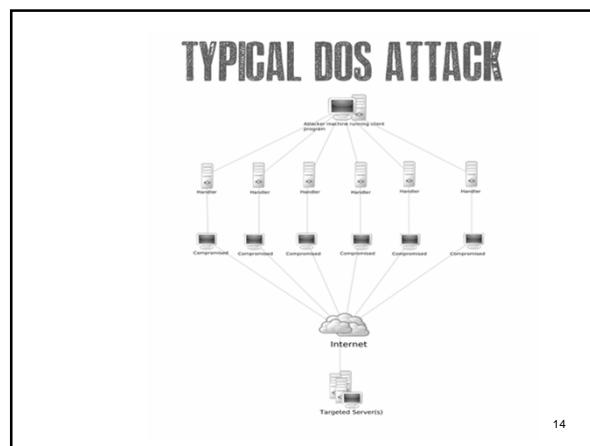 TYPICAL DOS ATTACK
Attacker machine running client
program
Handler Handler Handler Handler Handler Handler
Compromised Compromised Compromised Compromised Compromised Compromised
Internet
Targeted Server(s)
14